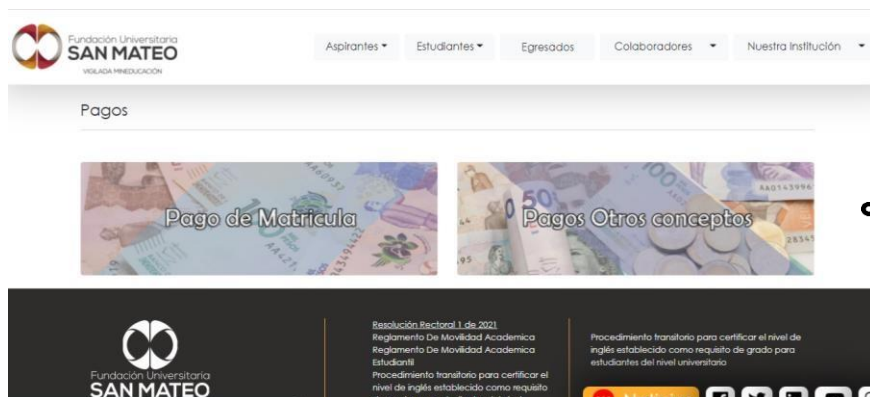 Fundación Universitaria
SAN MATEO
VIGILADA MINEDUCACIÓN
Aspirantes
Estudiantes
Egresados
Colaboradores
Nuestra Institución
Pagos
Pago de Matricula
Pagos Otros conceptos
Fundación Universitaria
SAN MATEO
Resolución Rectoral 1 de 2021
Reglamento De Movilidad Academica
Reglamento De Movilidad Academica
Estudiantil
Procedimiento transitorio para certificar el
nivel de inglés establecido como requisito
Procedimiento transitorio para certificar el nivel de
inglés establecido como requisito de grado para
estudiantes del nivel universitario